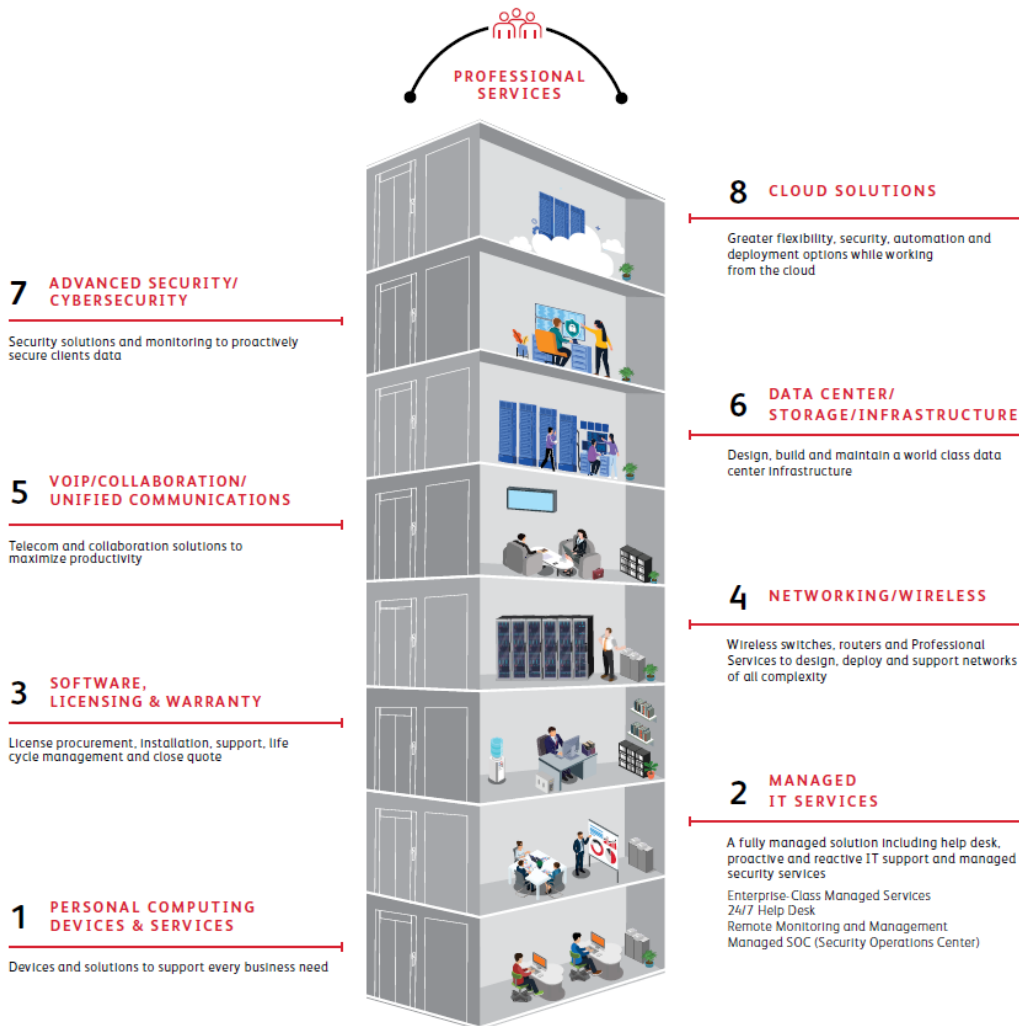 PROFESSIONAL
SERVICES
8 CLOUD SOLUTIONS
Greater flexibility, security, automation and
deployment options while working
from the cloud
7 ADVANCED SECURITY/
CYBERSECURITY
Security solutions and monitoring to proactively
secure clients data
6 DATA CENTER/
STORAGE/INFRASTRUCTURE
Design, build and maintain a world class data
center infrastructure
5 VOIP/COLLABORATION/
UNIFIED COMMUNICATIONS
Telecom and collaboration solutions to
maximize productivity
4 NETWORKING/WIRELESS
Wireless switches, routers and Professional
Services to design, deploy and support networks
of all complexity
3 SOFTWARE,
LICENSING & WARRANTY
License procurement, installation, support, life
cycle management and close quote
2 MANAGED
IT SERVICES
A fully managed solution including help desk,
proactive and reactive IT support and managed
security services
Enterprise-Class Managed Services
24/7 Help Desk
Remote Monitoring and Management
Managed SOC (Security Operations Center)
1 PERSONAL COMPUTING
DEVICES & SERVICES
Devices and solutions to support every business need